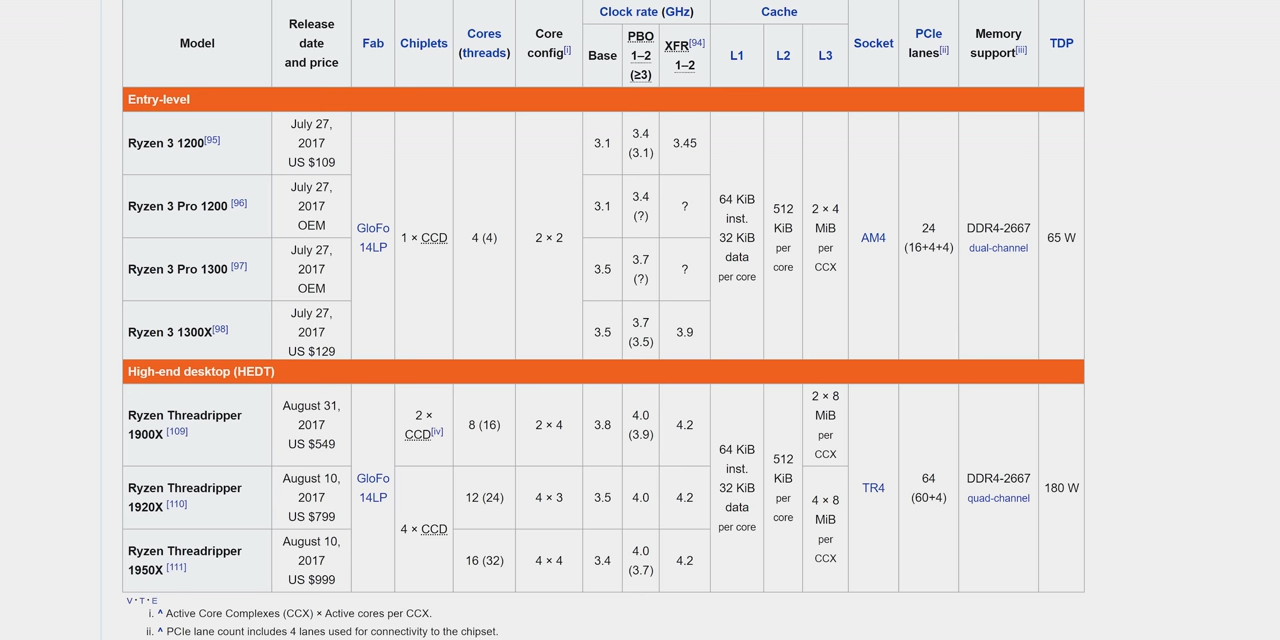 Model
Release date and price
Fab
Chiplets
Cores (threads)
Core config[i]
Clock rate (GHz)
Base
PBO 1–2 (≥3)
XFR[94] 1–2
Cache
L1
L2
L3
Socket
PCIe lanes[ii]
Memory support[iii]
TDP
Entry-level
Ryzen 3 1200[95]
July 27, 2017 US $109
GloFo 14LP
1 × CCD
4 (4)
2 × 2
3.1
3.4 (3.1)
3.45
64 KiB inst. 32 KiB data per core
512 KiB per core
2 × 4 MiB per CCX
AM4
24 (16+4+4)
DDR4-2667 dual-channel
65 W
Ryzen 3 Pro 1200 [96]
July 27, 2017 OEM
3.1
3.4 (?)
?
Ryzen 3 Pro 1300 [97]
July 27, 2017 OEM
3.5
3.7 (?)
?
Ryzen 3 1300X[98]
July 27, 2017 US $129
3.5
3.7 (3.5)
3.9
High-end desktop (HEDT)
Ryzen Threadripper 1900X [109]
August 31, 2017 US $549
GloFo 14LP
2 × CCD[iv]
8 (16)
2 × 4
3.8
4.0 (3.9)
4.2
64 KiB inst. 32 KiB data per core
512 KiB per core
2 × 8 MiB per CCX
TR4
64 (60+4)
DDR4-2667 quad-channel
180 W
Ryzen Threadripper 1920X [110]
August 10, 2017 US $799
4 × CCD
12 (24)
4 × 3
3.5
4.0
4.2
4 × 8 MiB per CCX
Ryzen Threadripper 1950X [111]
August 10, 2017 US $999
16 (32)
4 × 4
3.4
4.0 (3.7)
4.2
V · T · E
i. ^ Active Core Complexes (CCX) × Active cores per CCX.
ii. ^ PCIe lane count includes 4 lanes used for connectivity to the chipset.